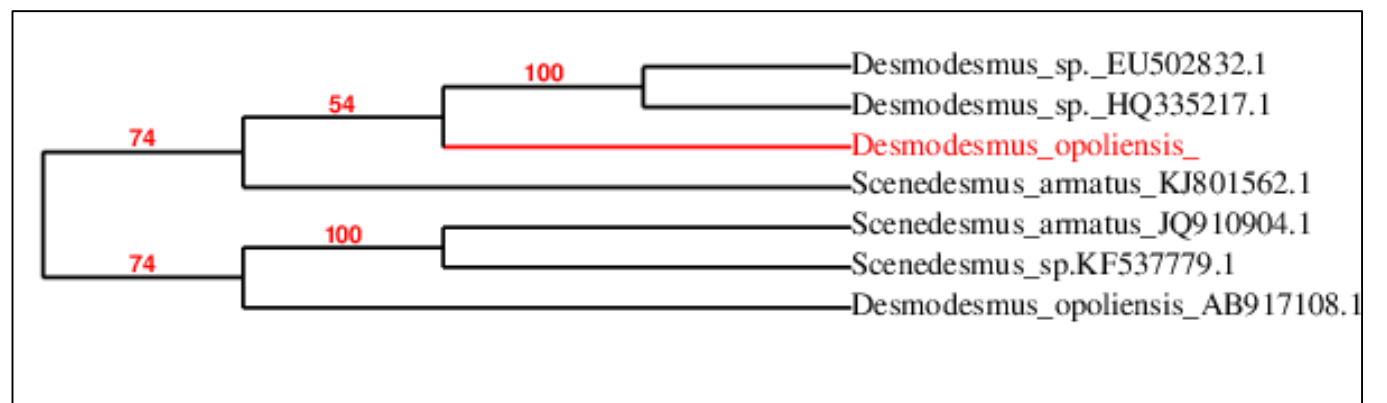 100
Desmodesmus_sp._EU502832.1
54
Desmodesmus_sp._HQ335217.1
74
Desmodesmus_opoliensis_
Scenedesmus_armatus_KJ801562.1
100
Scenedesmus_armatus_JQ910904.1
74
Scenedesmus_sp.KF537779.1
Desmodesmus_opoliensis_AB917108.1